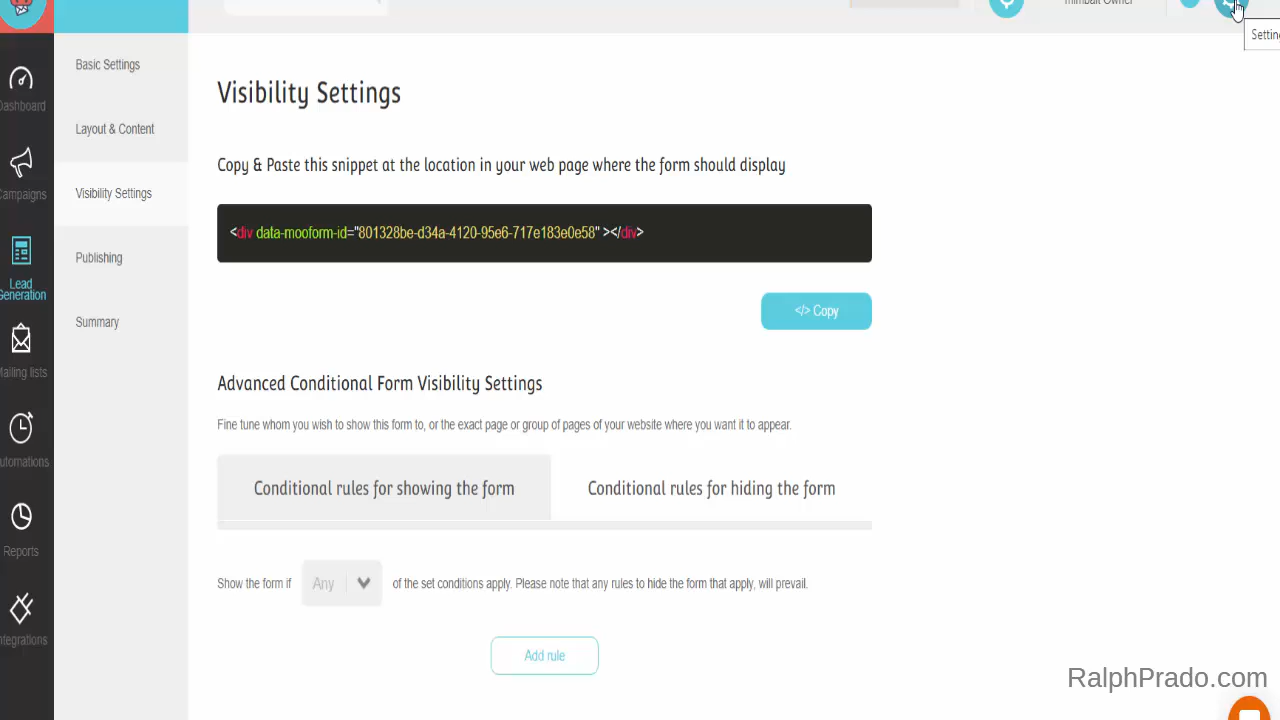 Owner
Settin
Dashboard
Campaigns
Lead
Generation
Mailing lists
Automations
Reports
Integrations
Basic Settings
Layout & Content
Visibility Settings
Publishing
Summary
Visibility Settings
Copy & Paste this snippet at the location in your web page where the form should display
<div data-mooform-id="801328be-d34a-4120-95e6-717e183e0e58" ></div>
</> Copy
Advanced Conditional Form Visibility Settings
Fine tune whom you wish to show this form to, or the exact page or group of pages of your website where you want it to appear.
Conditional rules for showing the form
Conditional rules for hiding the form
Show the form if Any of the set conditions apply. Please note that any rules to hide the form that apply, will prevail.
Add rule
RalphPrado.com